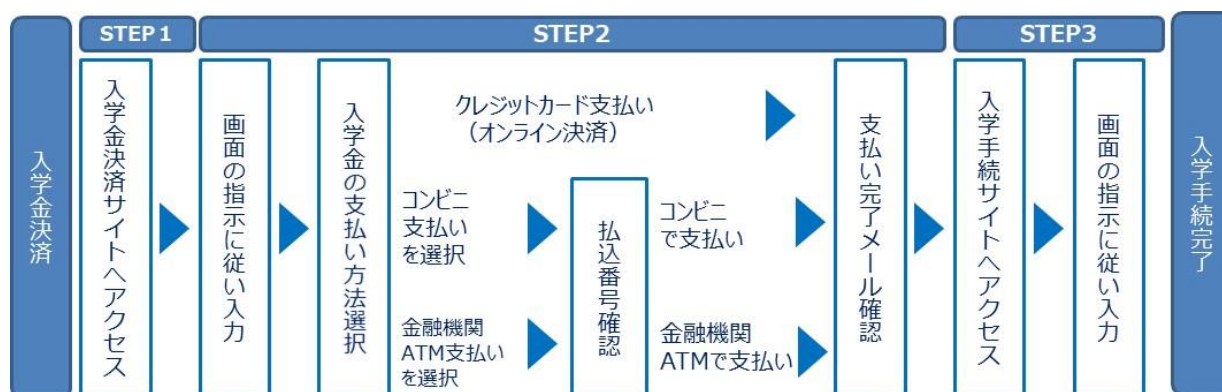 STEP１
STEP2
STEP3
入学金決済
入学金決済サイトへアクセス
画面の指示に従い入力
入学金の支払い方法選択
クレジットカード支払い
（オンライン決済）
コンビニ
支払い
を選択
金融機関
ATM支払い
を選択
払込番号確認
コンビニ
で支払い
金融機関
ATMで支払い
支払い完了メール確認
入学手続サイトへアクセス
画面の指示に従い入力
入学手続完了